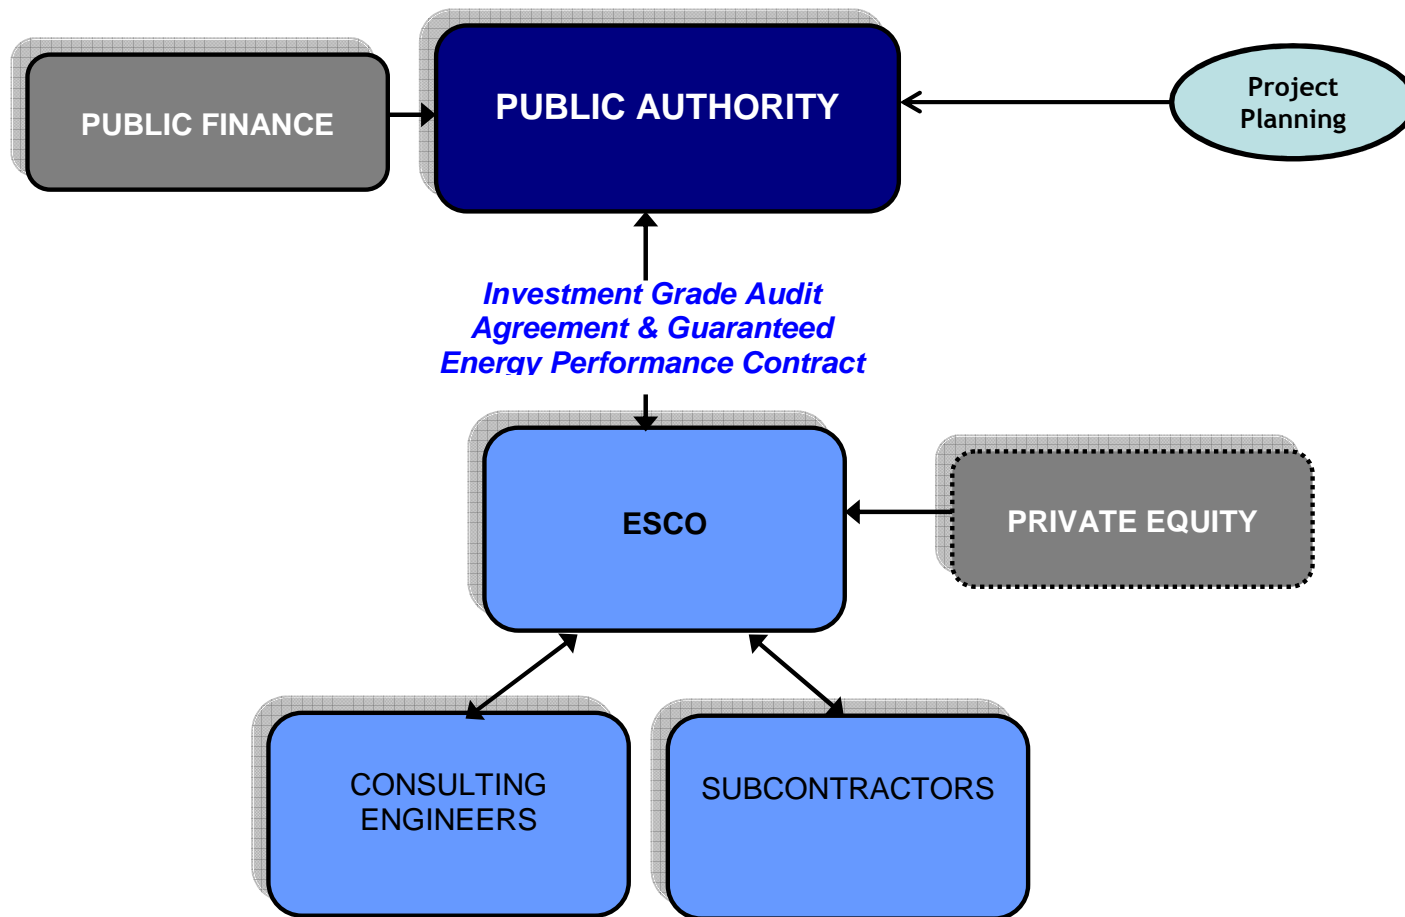 PUBLIC FINANCE
PUBLIC AUTHORITY
Project
Planning
Investment Grade Audit
Agreement & Guaranteed
Energy Performance Contract
ESCO
PRIVATE EQUITY
CONSULTING
ENGINEERS
SUBCONTRACTORS